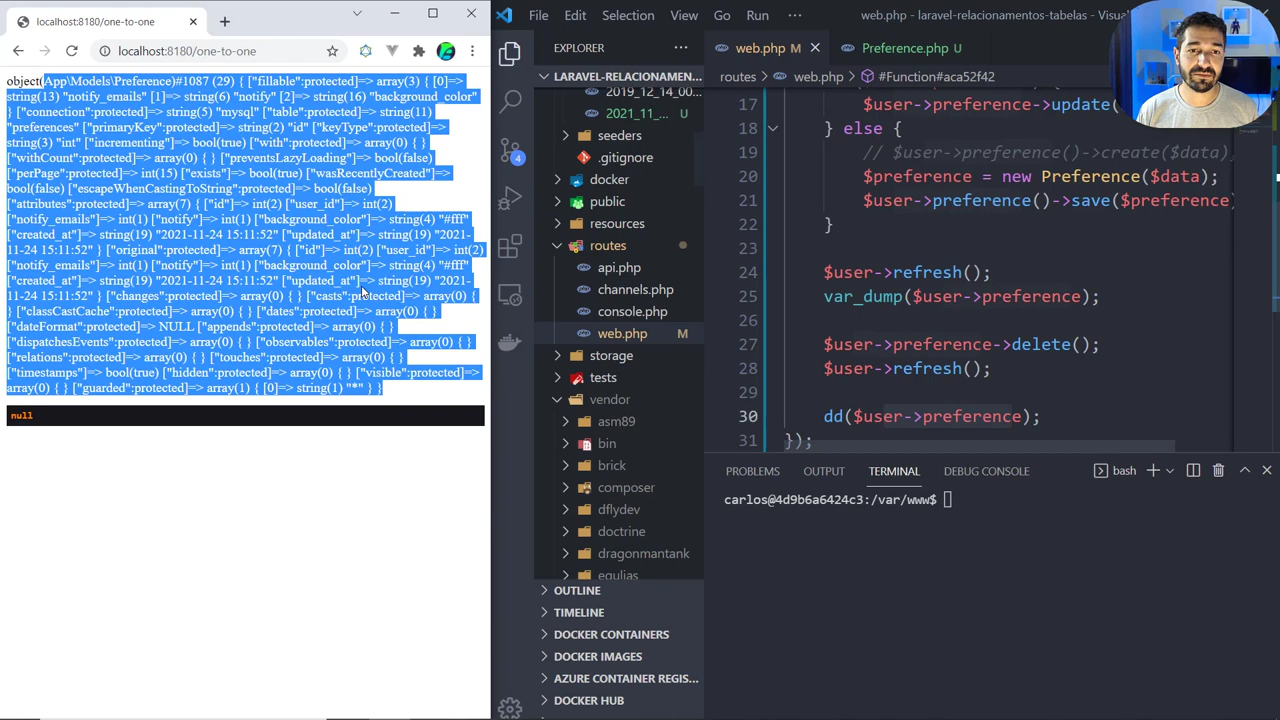 localhost:8180/one-to-one
localhost:8180/one-to-one
object(App\Models\Preference)#1087 (29) { ["fillable":protected]=> array(3) { [0]=>
string(13) "notify_emails" [1]=> string(6) "notify" [2]=> string(16) "background_color"
} ["connection":protected]=> string(5) "mysql" ["table":protected]=> string(11)
"preferences" ["primaryKey":protected]=> string(2) "id" ["keyType":protected]=>
string(3) "int" ["incrementing"]=> bool(true) ["with":protected]=> array(0) { }
["withCount":protected]=> array(0) { } ["preventsLazyLoading"]=> bool(false)
["perPage":protected]=> int(15) ["exists"]=> bool(true) ["wasRecentlyCreated"]=>
bool(false) ["escapeWhenCastingToString":protected]=> bool(false)
["attributes":protected]=> array(7) { ["id"]=> int(2) ["user_id"]=> int(2)
["notify_emails"]=> int(1) ["notify"]=> int(1) ["background_color"]=> string(4) "#fff"
["created_at"]=> string(19) "2021-11-24 15:11:52" ["updated_at"]=> string(19) "2021-
11-24 15:11:52" } ["original":protected]=> array(7) { ["id"]=> int(2) ["user_id"]=> int(2)
["notify_emails"]=> int(1) ["notify"]=> int(1) ["background_color"]=> string(4) "#fff"
["created_at"]=> string(19) "2021-11-24 15:11:52" ["updated_at"]=> string(19) "2021-
11-24 15:11:52" } ["changes":protected]=> array(0) { } ["casts":protected]=> array(0) {
} ["classCastCache":protected]=> array(0) { } ["dates":protected]=> array(0) { }
["dateFormat":protected]=> NULL ["appends":protected]=> array(0) { }
["dispatchesEvents":protected]=> array(0) { } ["observables":protected]=> array(0) { }
["relations":protected]=> array(0) { } ["touches":protected]=> array(0) { }
["timestamps"]=> bool(true) ["hidden":protected]=> array(0) { } ["visible":protected]=>
array(0) { } ["guarded":protected]=> array(1) { [0]=> string(1) "*" } }
null
File Edit Selection View Go Run ··· web.php - laravel-relacionamentos-tabelas - Visual
EXPLORER
LARAVEL-RELACIONAMEN...
2019_12_14_00...
2021_11_... U
seeders
.gitignore
docker
public
resources
routes
api.php
channels.php
console.php
web.php M
storage
tests
vendor
asm89
bin
brick
composer
dflydev
doctrine
dragonmantank
egulias
OUTLINE
TIMELINE
DOCKER CONTAINERS
DOCKER IMAGES
AZURE CONTAINER REGIS...
DOCKER HUB
4
web.php M Preference.php U
routes > web.php > #Function#aca52f42
17 $user->preference->update(
18 } else {
19 // $user->preference()->create($data)
20 $preference = new Preference($data);
21 $user->preference()->save($preference
22 }
23
24 $user->refresh();
25 var_dump($user->preference);
26
27 $user->preference->delete();
28 $user->refresh();
29
30 dd($user->preference);
31 });
PROBLEMS OUTPUT TERMINAL DEBUG CONSOLE bash
carlos@4d9b6a6424c3:/var/www$